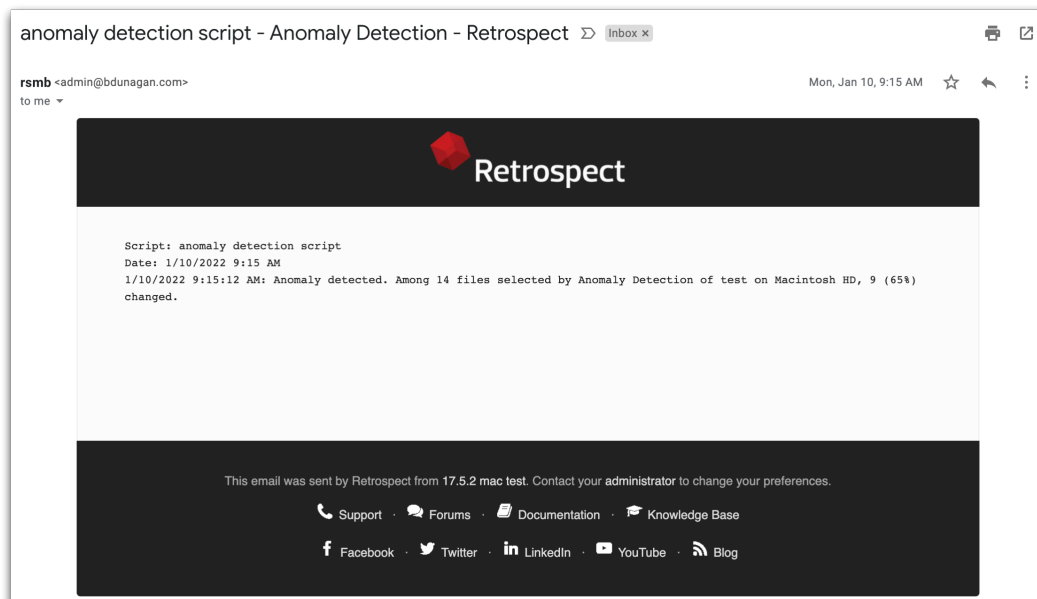 anomaly detection script - Anomaly Detection - Retrospect Inbox ×
rsmb <admin@bdunagan.com> Mon, Jan 10, 9:15 AM
to me
Retrospect
Script: anomaly detection script
Date: 1/10/2022 9:15 AM
1/10/2022 9:15:12 AM: Anomaly detected. Among 14 files selected by Anomaly Detection of test on Macintosh HD, 9 (65%)
changed.
This email was sent by Retrospect from 17.5.2 mac test. Contact your administrator to change your preferences.
Support · Forums · Documentation · Knowledge Base
Facebook · Twitter · LinkedIn · YouTube · Blog